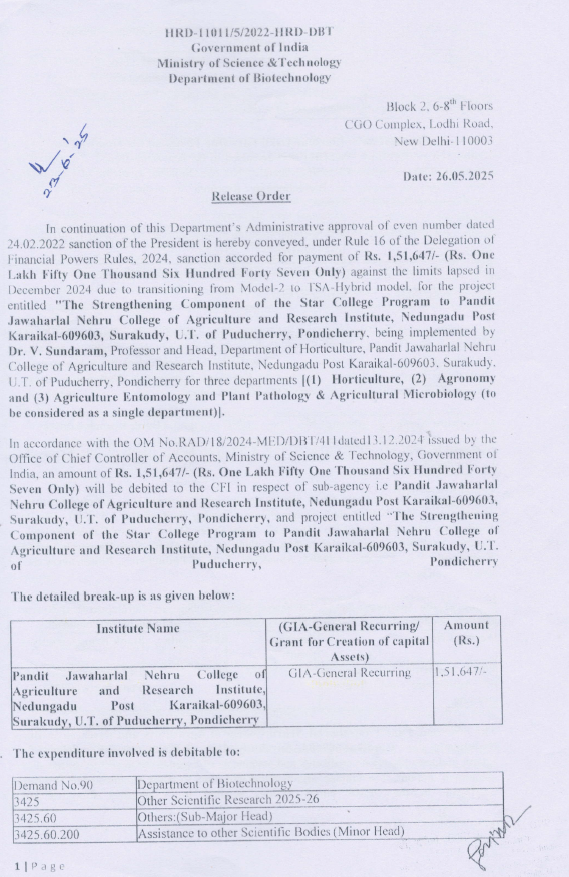 HRD-11011/5/2022-HRD-DBT
Government of India
Ministry of Science &Technology
Department of Biotechnology
Block 2, 6-8th Floors
CGO Complex, Lodhi Road,
New Delhi-110003
23-6-25
Date: 26.05.2025
Release Order
In continuation of this Department's Administrative approval of even number dated
24.02.2022 sanction of the President is hereby conveyed, under Rule 16 of the Delegation of
Financial Powers Rules, 2024, sanction accorded for payment of Rs. 1,51,647/- (Rs. One
Lakh Fifty One Thousand Six Hundred Forty Seven Only) against the limits lapsed in
December 2024 due to transitioning from Model-2 to TSA-Hybrid model, for the project
entitled "The Strengthening Component of the Star College Program to Pandit
Jawaharlal Nehru College of Agriculture and Research Institute, Nedungadu Post
Karaikal-609603, Surakudy, U.T. of Puducherry, Pondicherry, being implemented by
Dr. V. Sundaram, Professor and Head, Department of Horticulture, Pandit Jawaharlal Nehru
College of Agriculture and Research Institute, Nedungadu Post Karaikal-609603, Surakudy,
U.T. of Puducherry, Pondicherry for three departments [(1) Horticulture, (2) Agronomy
and (3) Agriculture Entomology and Plant Pathology & Agricultural Microbiology (to
be considered as a single department)].
In accordance with the OM No.RAD/18/2024-MED/DBT/411dated13.12.2024 issued by the
Office of Chief Controller of Accounts, Ministry of Science & Technology, Government of
India, an amount of Rs. 1,51,647/- (Rs. One Lakh Fifty One Thousand Six Hundred Forty
Seven Only) will be debited to the CFI in respect of sub-agency i.e Pandit Jawaharlal
Nehru College of Agriculture and Research Institute, Nedungadu Post Karaikal-609603,
Surakudy, U.T. of Puducherry, Pondicherry, and project entitled "The Strengthening
Component of the Star College Program to Pandit Jawaharlal Nehru College of
Agriculture and Research Institute, Nedungadu Post Karaikal-609603, Surakudy, U.T.
of Puducherry, Pondicherry
The detailed break-up is as given below:
Institute Name (GIA-General Recurring/ Amount
Grant for Creation of capital (Rs.)
Assets)
Pandit Jawaharlal Nehru College of GIA-General Recurring 1,51,647/-
Agriculture and Research Institute,
Nedungadu Post Karaikal-609603,
Surakudy, U.T. of Puducherry, Pondicherry
The expenditure involved is debitable to:
Demand No.90 Department of Biotechnology
3425 Other Scientific Research 2025-26
3425.60 Others:(Sub-Major Head)
3425.60.200 Assistance to other Scientific Bodies (Minor Head)
1 | Page